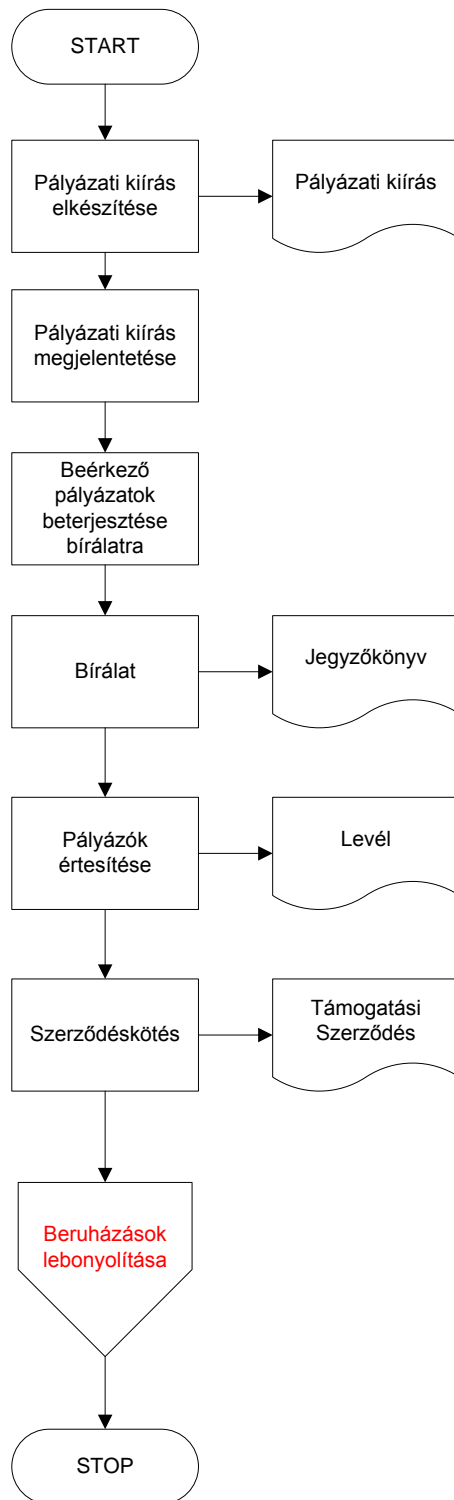 START
Pályázati kiírás
elkészítése
Pályázati kiírás
Pályázati kiírás
megjelentetése
Beérkező
pályázatok
beterjesztése
bírálatra
Bírálat
Jegyzőkönyv
Pályázók
értesítése
Levél
Szerződéskötés
Támogatási
Szerződés
Beruházások
lebonyolítása
STOP